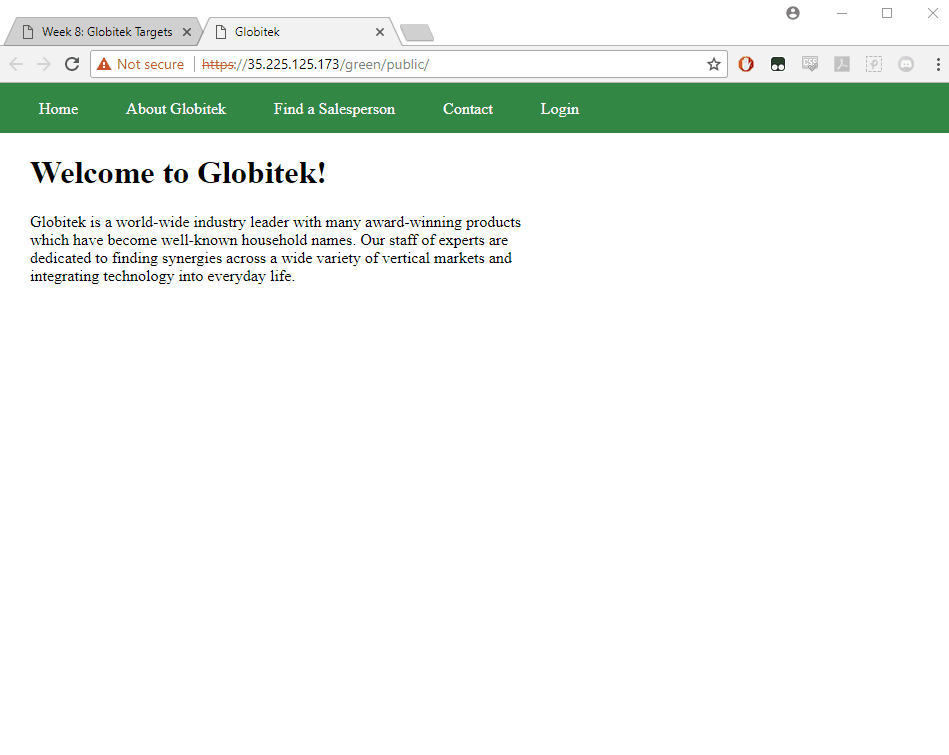 Week 8: Globitek Targets
Globitek
Not secure
https://35.225.125.173/green/public/
CSC
Home About Globitek Find a Salesperson Contact Login
Welcome to Globitek!
Globitek is a world-wide industry leader with many award-winning products
which have become well-known household names. Our staff of experts are
dedicated to finding synergies across a wide variety of vertical markets and
integrating technology into everyday life.